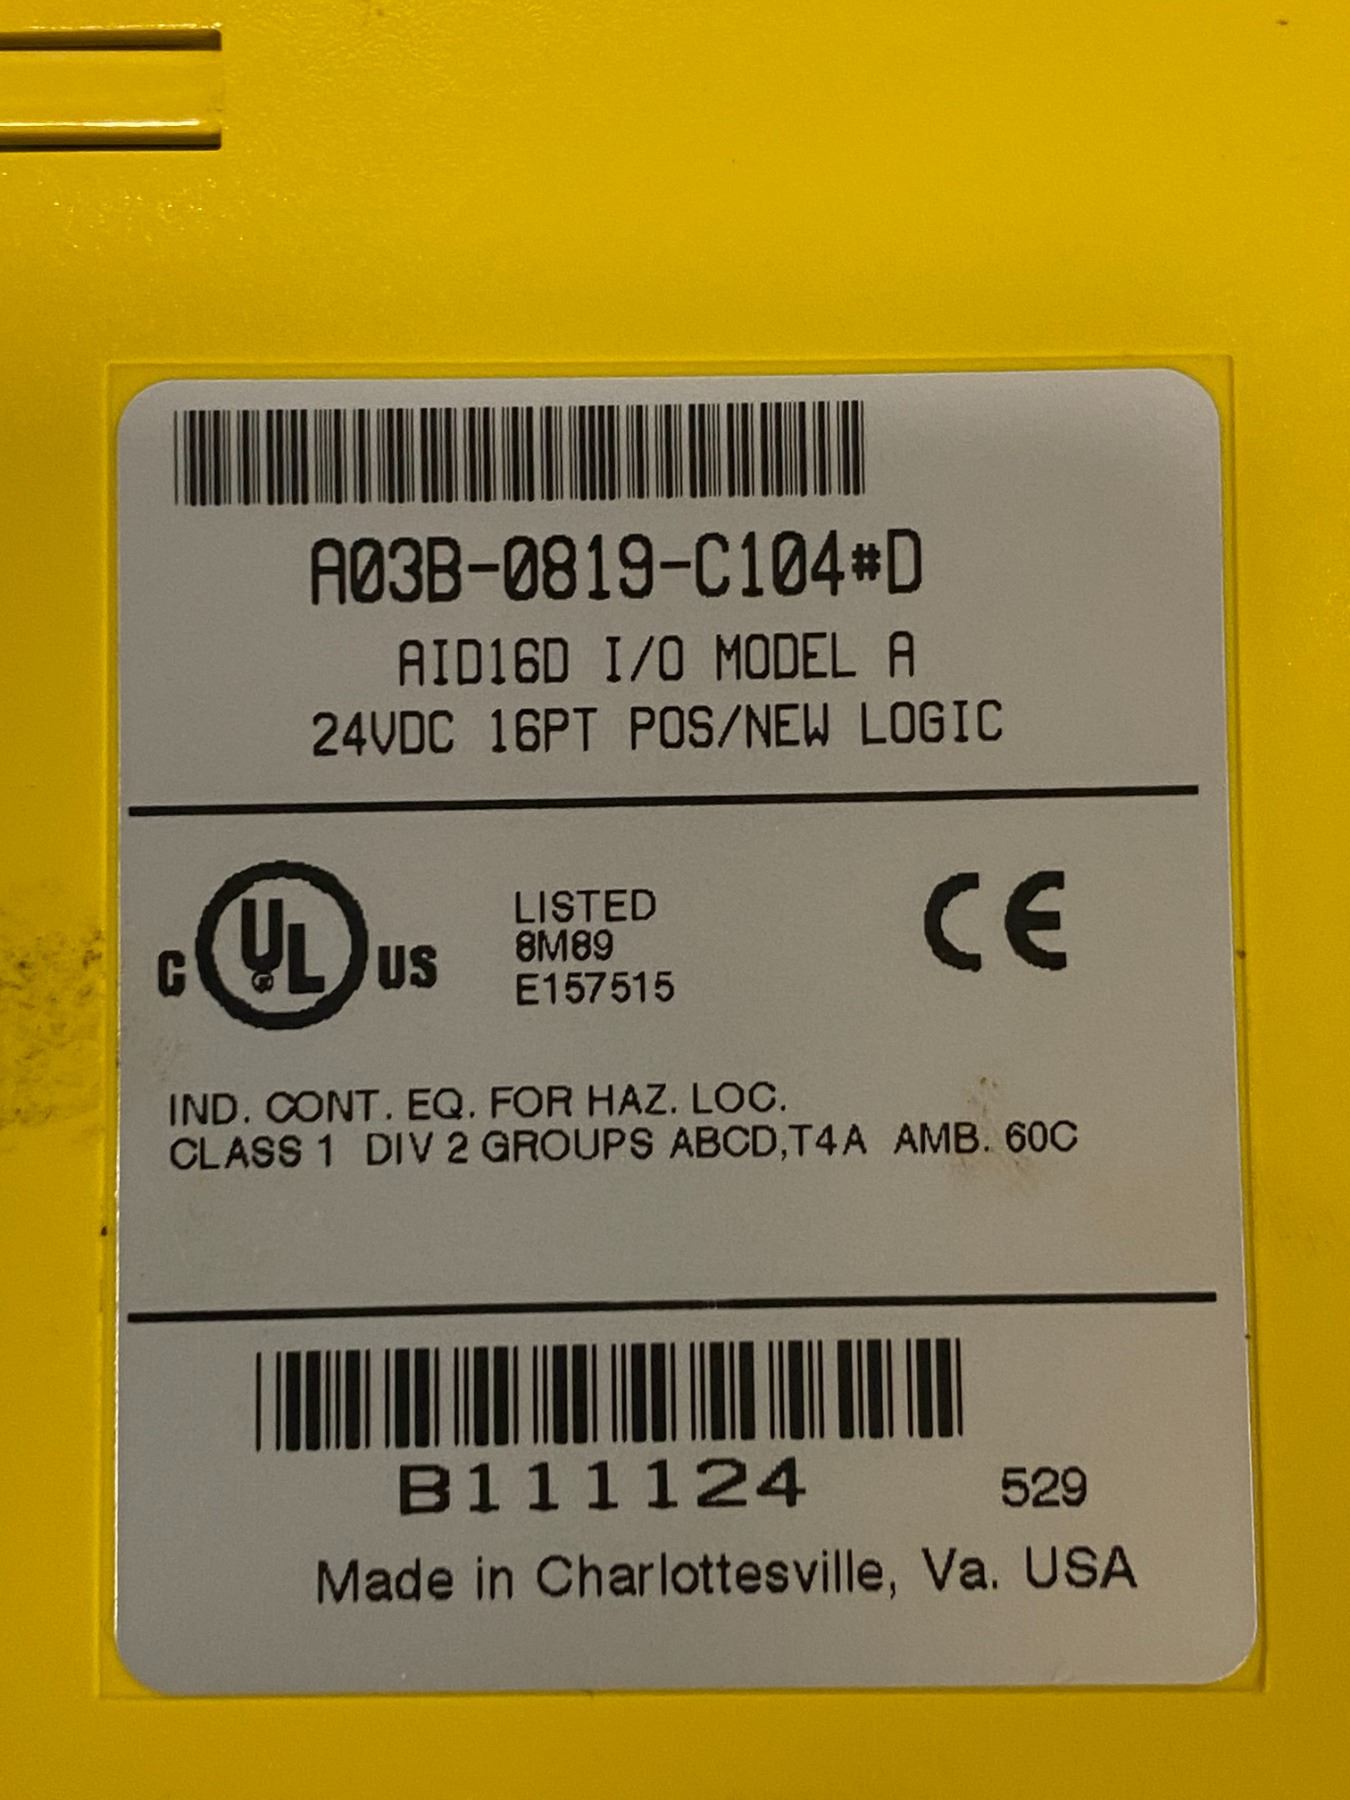 A03B-0819-C104#D
AID16D I/O MODEL A
24VDC 16PT POS/NEW LOGIC
C UL US
LISTED
8M89
E157515
CE
IND. CONT. EQ. FOR HAZ. LOC.
CLASS 1 DIV 2 GROUPS ABCD,T4A AMB. 60C
B111124 529
Made in Charlottesville, Va. USA